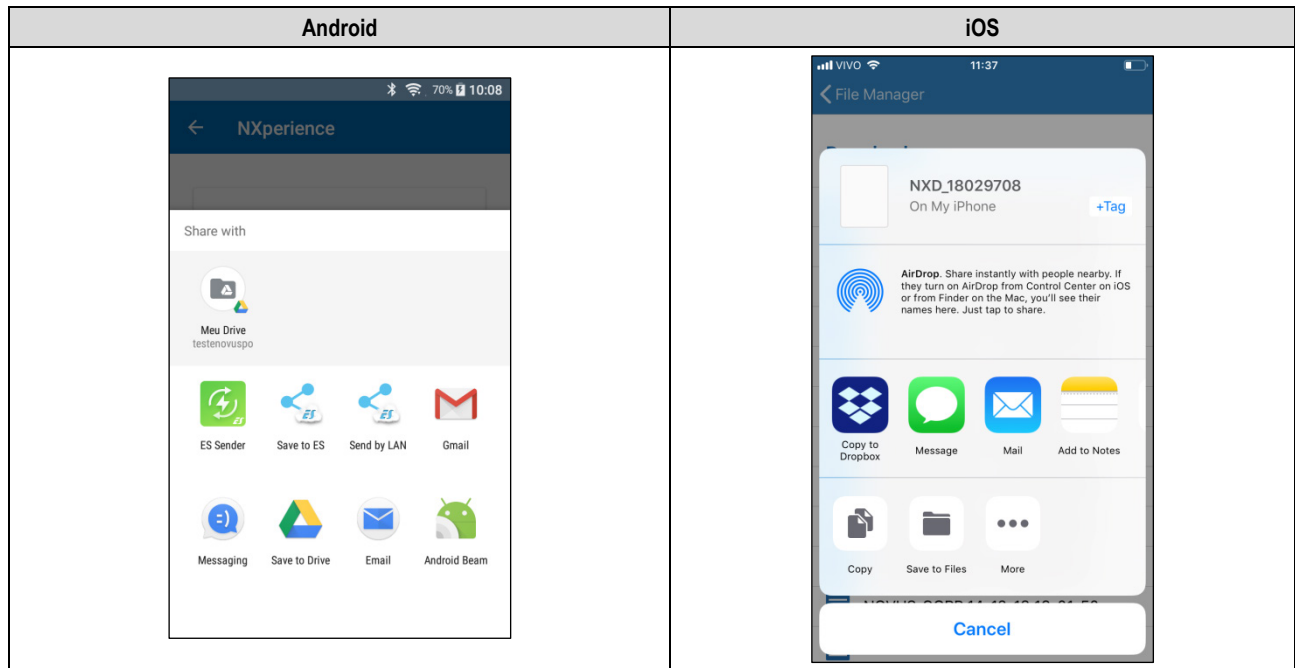 Android
iOS
70% 10:08
NXperience
Share with
Meu Drive
testenovuspo
ES Sender
Save to ES
Send by LAN
Gmail
Messaging
Save to Drive
Email
Android Beam
VIVO 11:37
File Manager
NXD_18029708
On My iPhone
+Tag
AirDrop. Share instantly with people nearby. If
they turn on AirDrop from Control Center on iOS
or from Finder on the Mac, you'll see their
names here. Just tap to share.
Copy to
Dropbox
Message
Mail
Add to Notes
Copy
Save to Files
More
Cancel